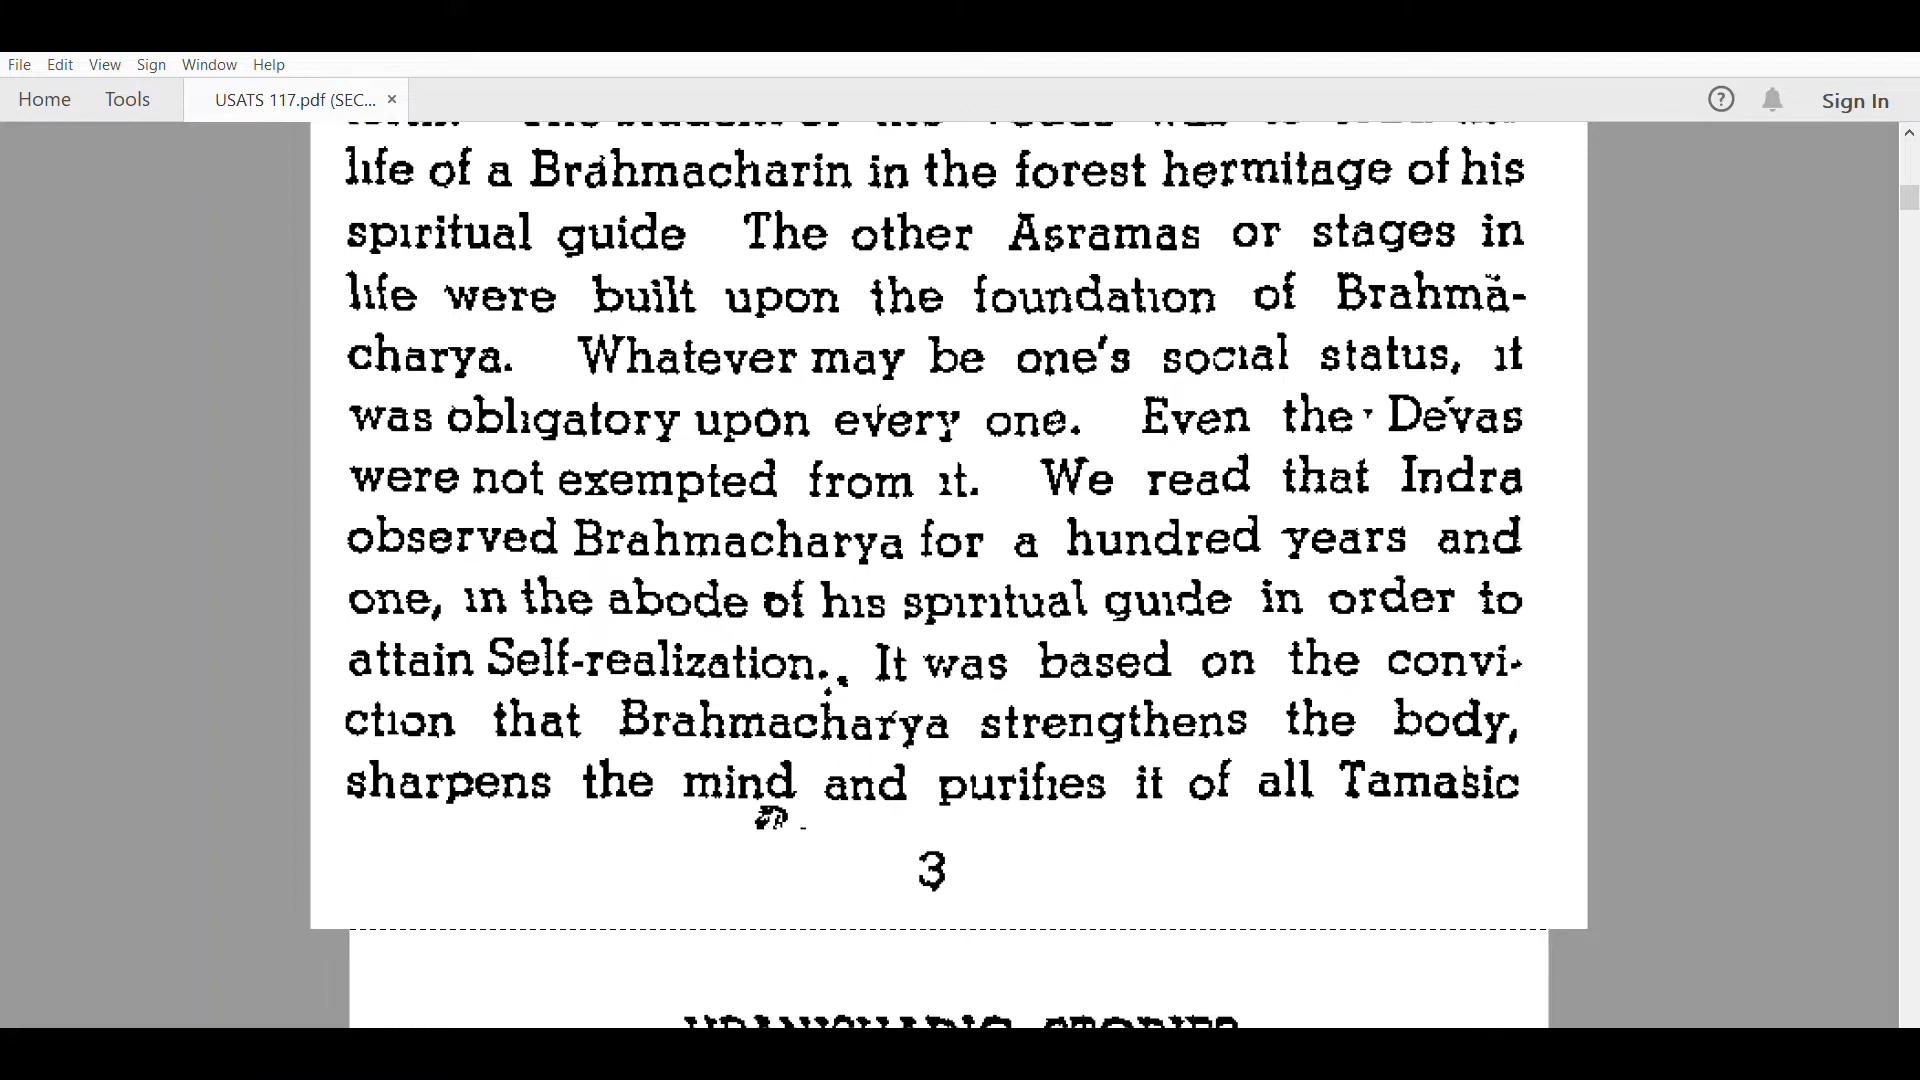 File Edit View Sign Window Help
Home Tools USATS 117.pdf (SEC... × ? Sign In
life of a Brahmacharin in the forest hermitage of his
spiritual guide The other Asramas or stages in
life were built upon the foundation of Brahma-
charya. Whatever may be one's social status, it
was obligatory upon every one. Even the Devas
were not exempted from it. We read that Indra
observed Brahmacharya for a hundred years and
one, in the abode of his spiritual guide in order to
attain Self-realization. It was based on the convi-
ction that Brahmacharya strengthens the body,
sharpens the mind and purifies it of all Tamasic
3
UPANISHADIC STORIES